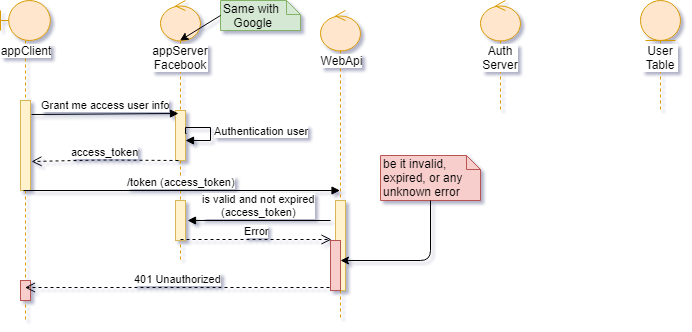 Same with
Google
appClient
appServer
Facebook
WebApi
Auth
Server
User
Table
Grant me access user info
Authentication user
access_token
/token (access_token)
be it invalid,
expired, or any
unknown error
is valid and not expired
(access_token)
Error
401 Unauthorized